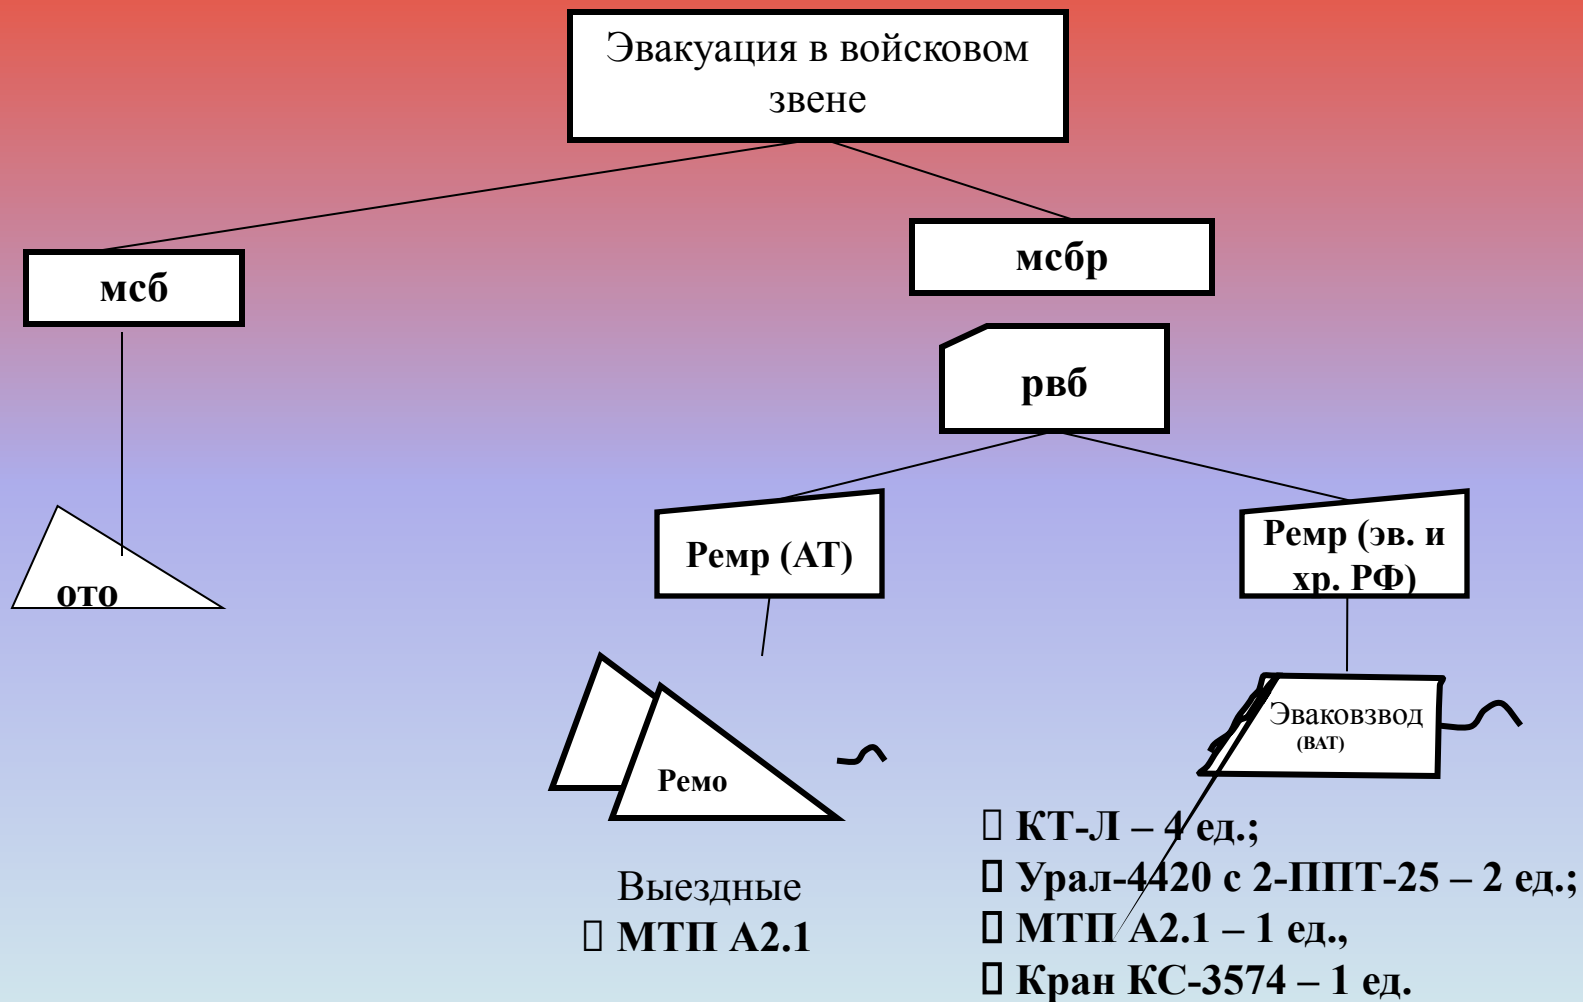 Эвакуация в войсковом
звене
мсб
мсбр
рвб
ото
Ремр (АТ)
Ремр (эв. и
хр. РФ)
Ремо
Эваковзвод
(ВАТ)
Выездные
МТП А2.1
КТ-Л – 4 ед.;
Урал-4420 с 2-ППТ-25 – 2 ед.;
МТП А2.1 – 1 ед.,
Кран КС-3574 – 1 ед.